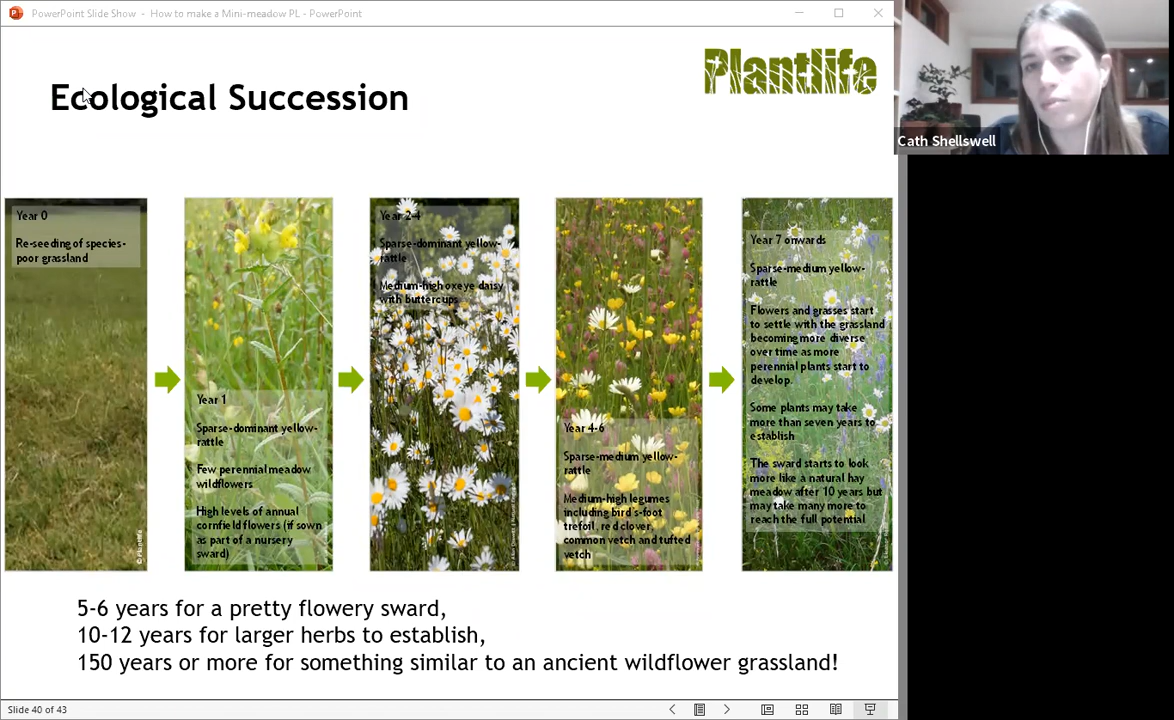 PowerPoint Slide Show - How to make a Mini-meadow PL - PowerPoint
Plantlife
Ecological Succession
Cath Shellswell
Year 0
Re-seeding of species-
poor grassland
Year 1
Sparse-dominant yellow-
rattle
Few perennial meadow
wildflowers
High levels of annual
cornfield flowers (if sown
as part of a nursery
sward)
Year 2-4
Sparse-dominant yellow-
rattle
Medium-high oxeye daisy
with buttercups
Year 4-6
Sparse-medium yellow-
rattle
Medium-high legumes
including bird's-foot
trefoil, red clover,
common vetch and tufted
vetch
Year 7 onwards
Sparse-medium yellow-
rattle
Flowers and grasses start
to settle with the grassland
becoming more diverse
over time as more
perennial plants start to
develop.
Some plants may take
more than seven years to
establish
The sward starts to look
more like a natural hay
meadow after 10 years but
may take many more to
reach the full potential
© Plantlife
5-6 years for a pretty flowery sward,
10-12 years for larger herbs to establish,
150 years or more for something similar to an ancient wildflower grassland!
Slide 40 of 43